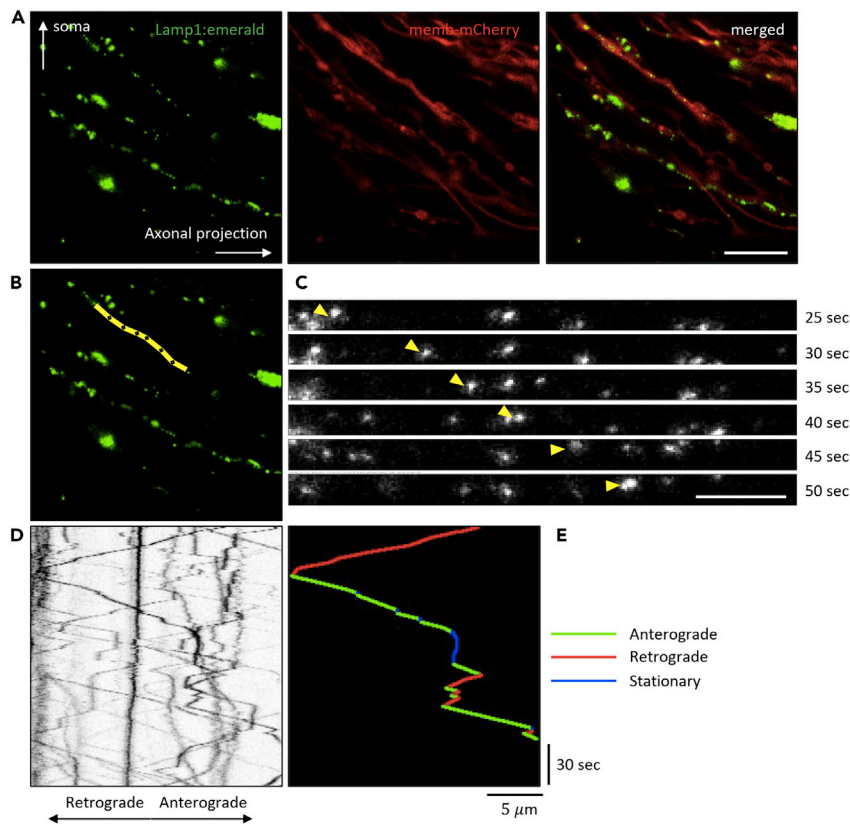 A
soma
Lamp1:emerald
memb-mCherry
merged
Axonal projection
B
C
25 sec
30 sec
35 sec
40 sec
45 sec
50 sec
D
E
Anterograde
Retrograde
Stationary
30 sec
5 μm
Retrograde Anterograde